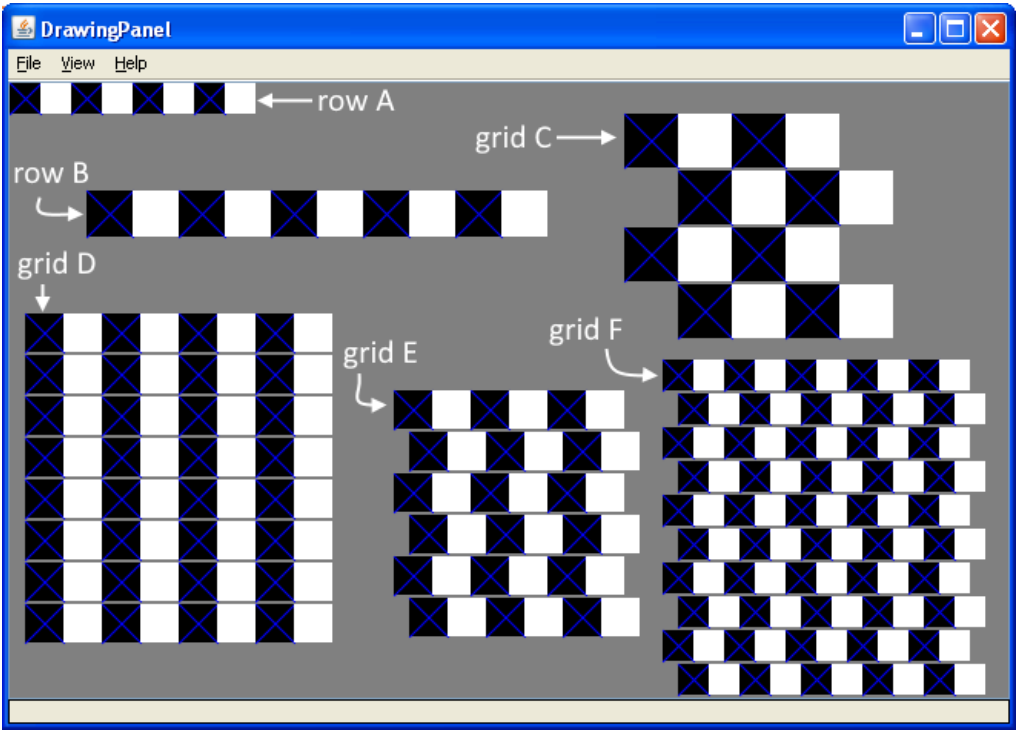 DrawingPanel
File View Help
row A
grid C
row B
grid D
grid F
grid E